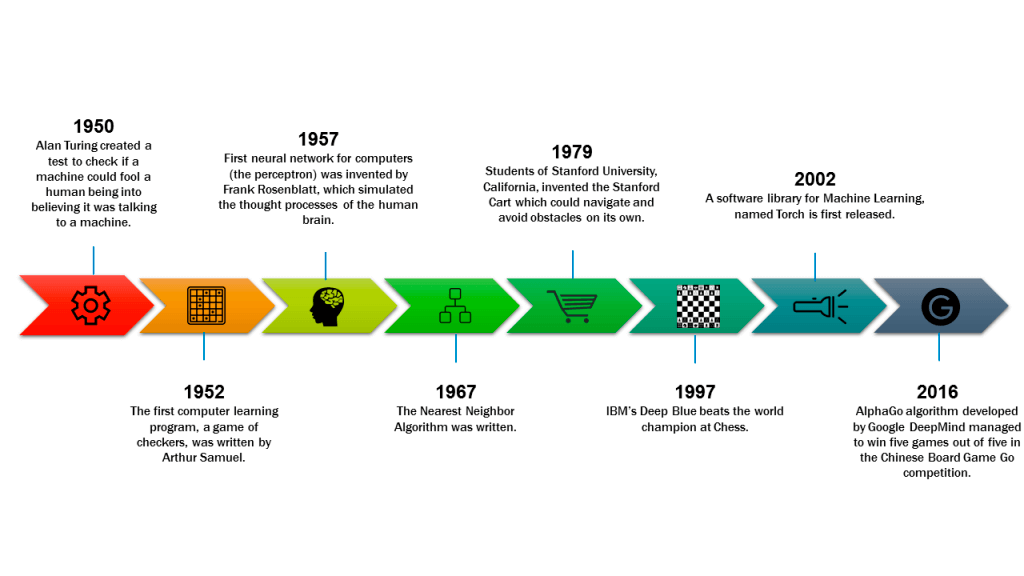 1950
Alan Turing created a
test to check if a
machine could fool a
human being into
believing it was talking
to a machine.
1952
The first computer learning
program, a game of
checkers, was written by
Arthur Samuel.
1957
First neural network for computers
(the perceptron) was invented by
Frank Rosenblatt, which simulated
the thought processes of the human
brain.
1967
The Nearest Neighbor
Algorithm was written.
1979
Students of Stanford University,
California, invented the Stanford
Cart which could navigate and
avoid obstacles on its own.
1997
IBM's Deep Blue beats the world
champion at Chess.
2002
A software library for Machine Learning,
named Torch is first released.
G
2016
AlphaGo algorithm developed
by Google DeepMind managed
to win five games out of five in
the Chinese Board Game Go
competition.